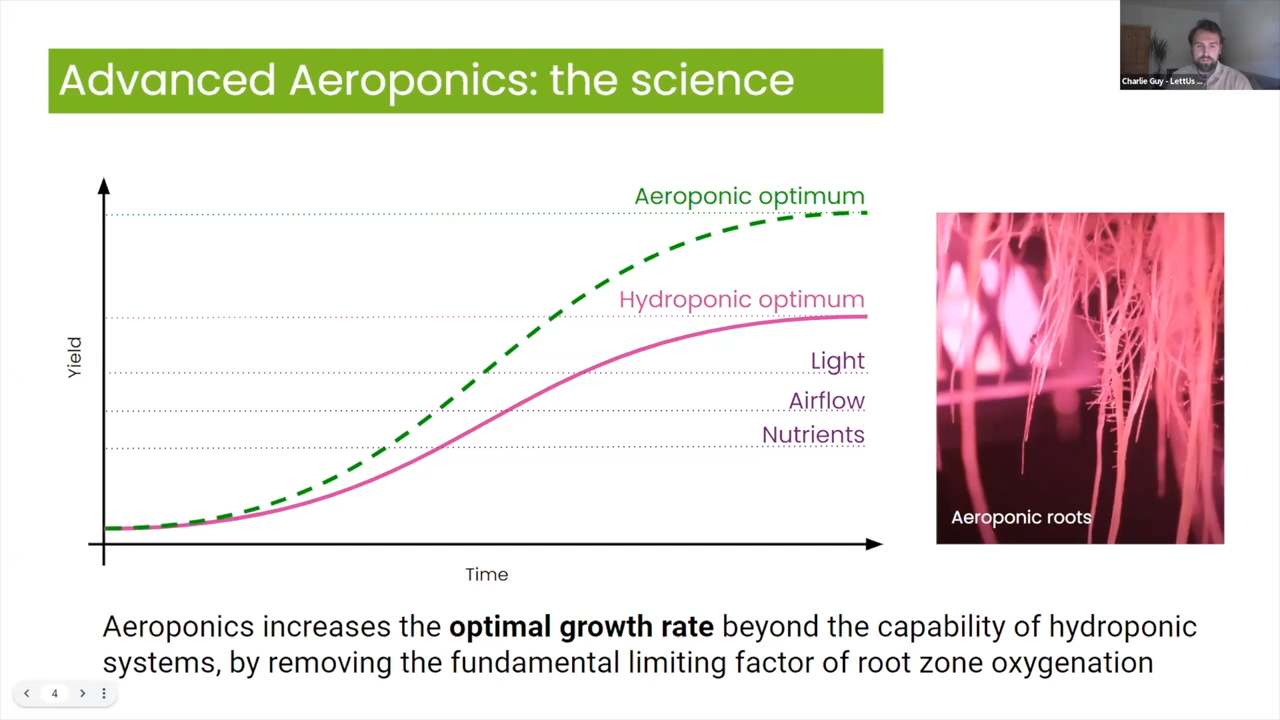 Advanced Aeroponics: the science
Charlie Guy - LettUs ...
Aeroponic optimum
Hydroponic optimum
Light
Airflow
Nutrients
Yield
Time
Aeroponic roots
Aeroponics increases the optimal growth rate beyond the capability of hydroponic
systems, by removing the fundamental limiting factor of root zone oxygenation
4